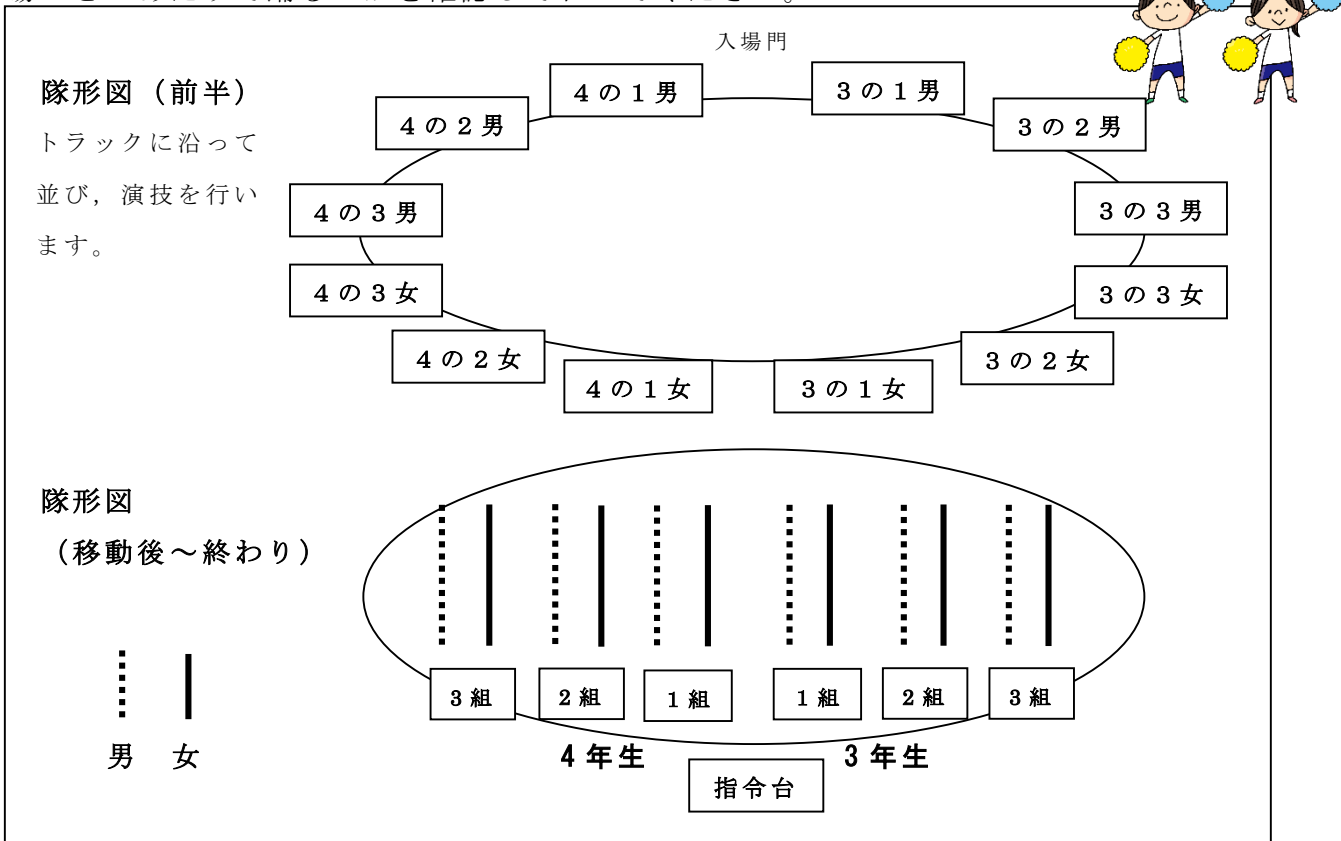 入場門
隊形図（前半）
トラックに沿って
並び，演技を行い
ます。
4の1男
3の1男
4の2男
3の2男
4の3男
3の3男
4の3女
3の3女
4の2女
3の2女
4の1女
3の1女
隊形図
（移動後～終わり）
3組
2組
1組
1組
2組
3組
男
女
4年生
3年生
指令台